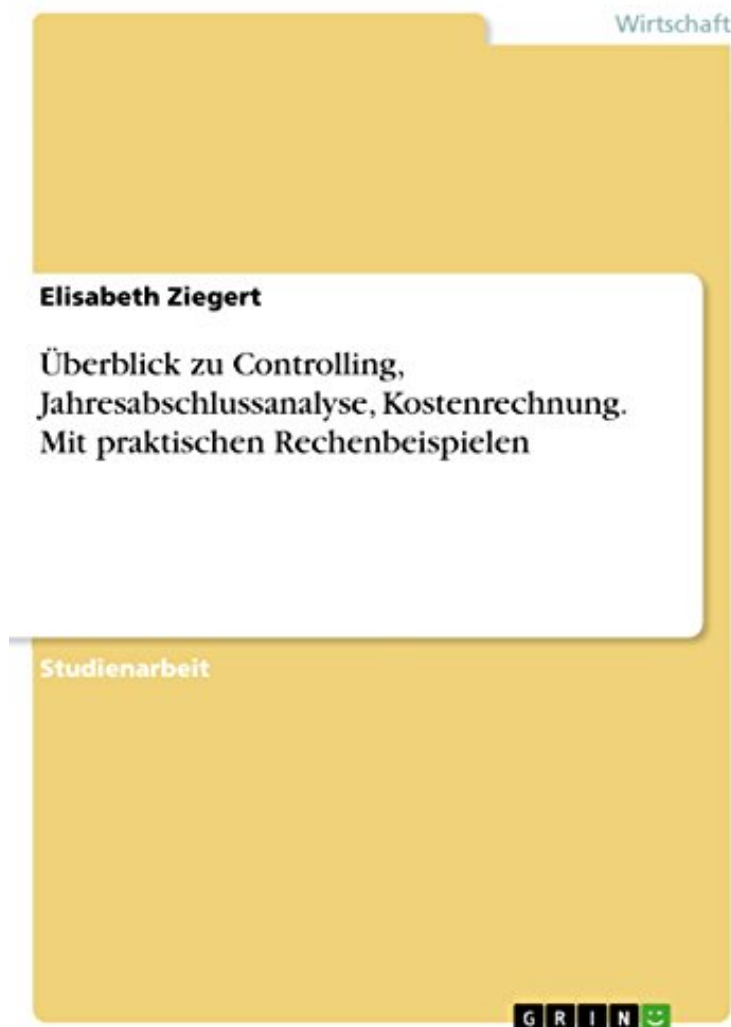 Wirtschaft
Elisabeth Ziegert
Überblick zu Controlling,
Jahresabschlussanalyse, Kostenrechnung.
Mit praktischen Rechenbeispielen
Studienarbeit
GRIN